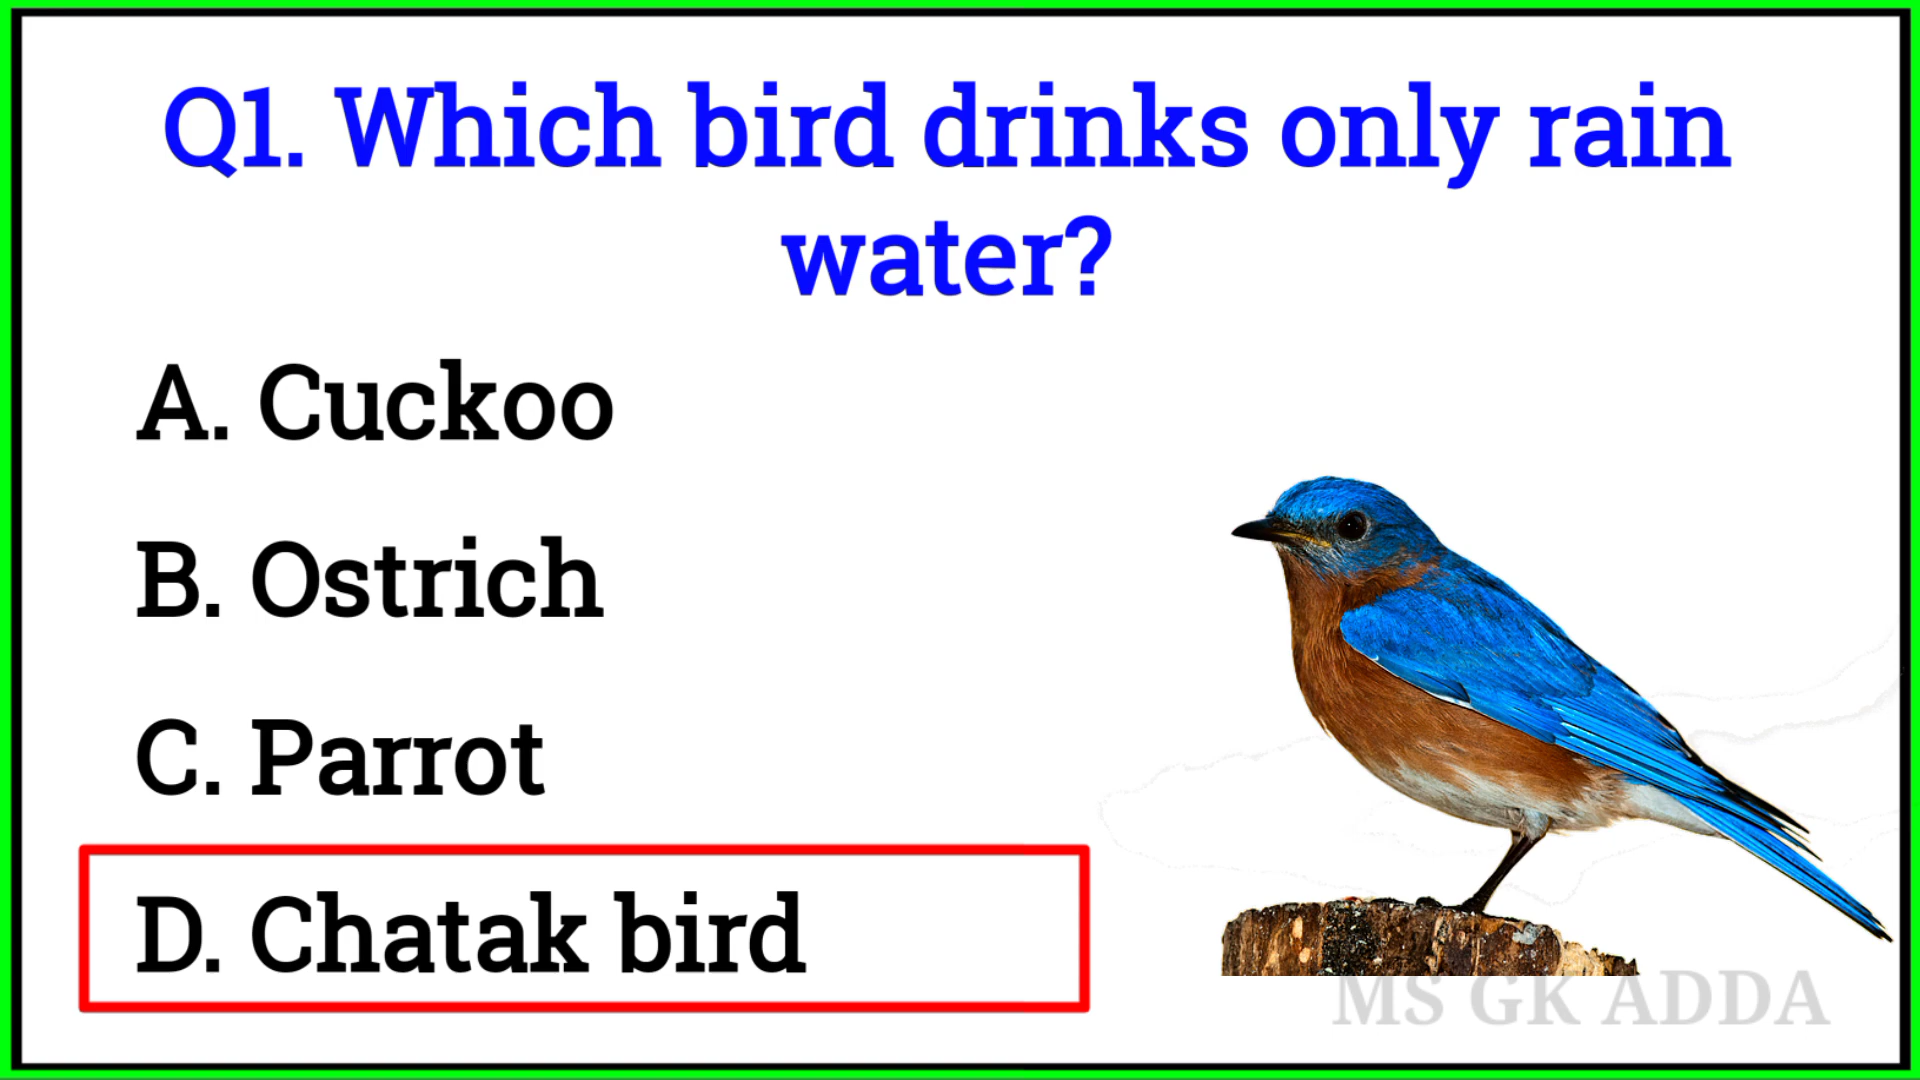 Q1. Which bird drinks only rain
water?
A. Cuckoo
B. Ostrich
C. Parrot
D. Chatak bird
MS GK ADDA